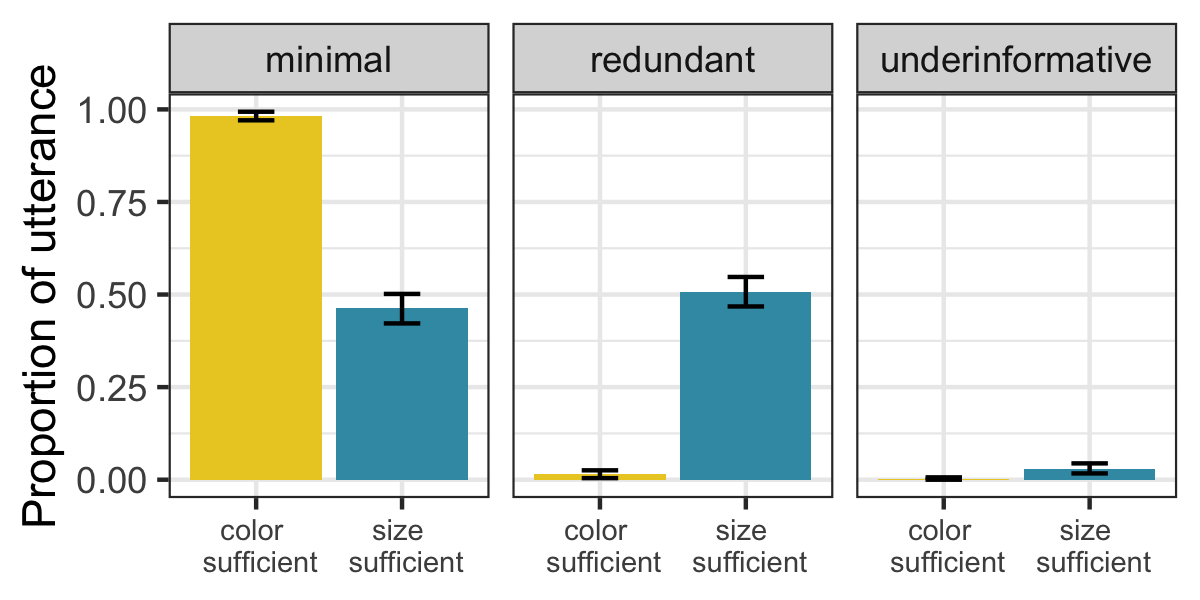 minimal
redundant
underinformative
Proportion of utterance
1.00
0.75
0.50
0.25
0.00
color
sufficient
size
sufficient
color
sufficient
size
sufficient
color
sufficient
size
sufficient